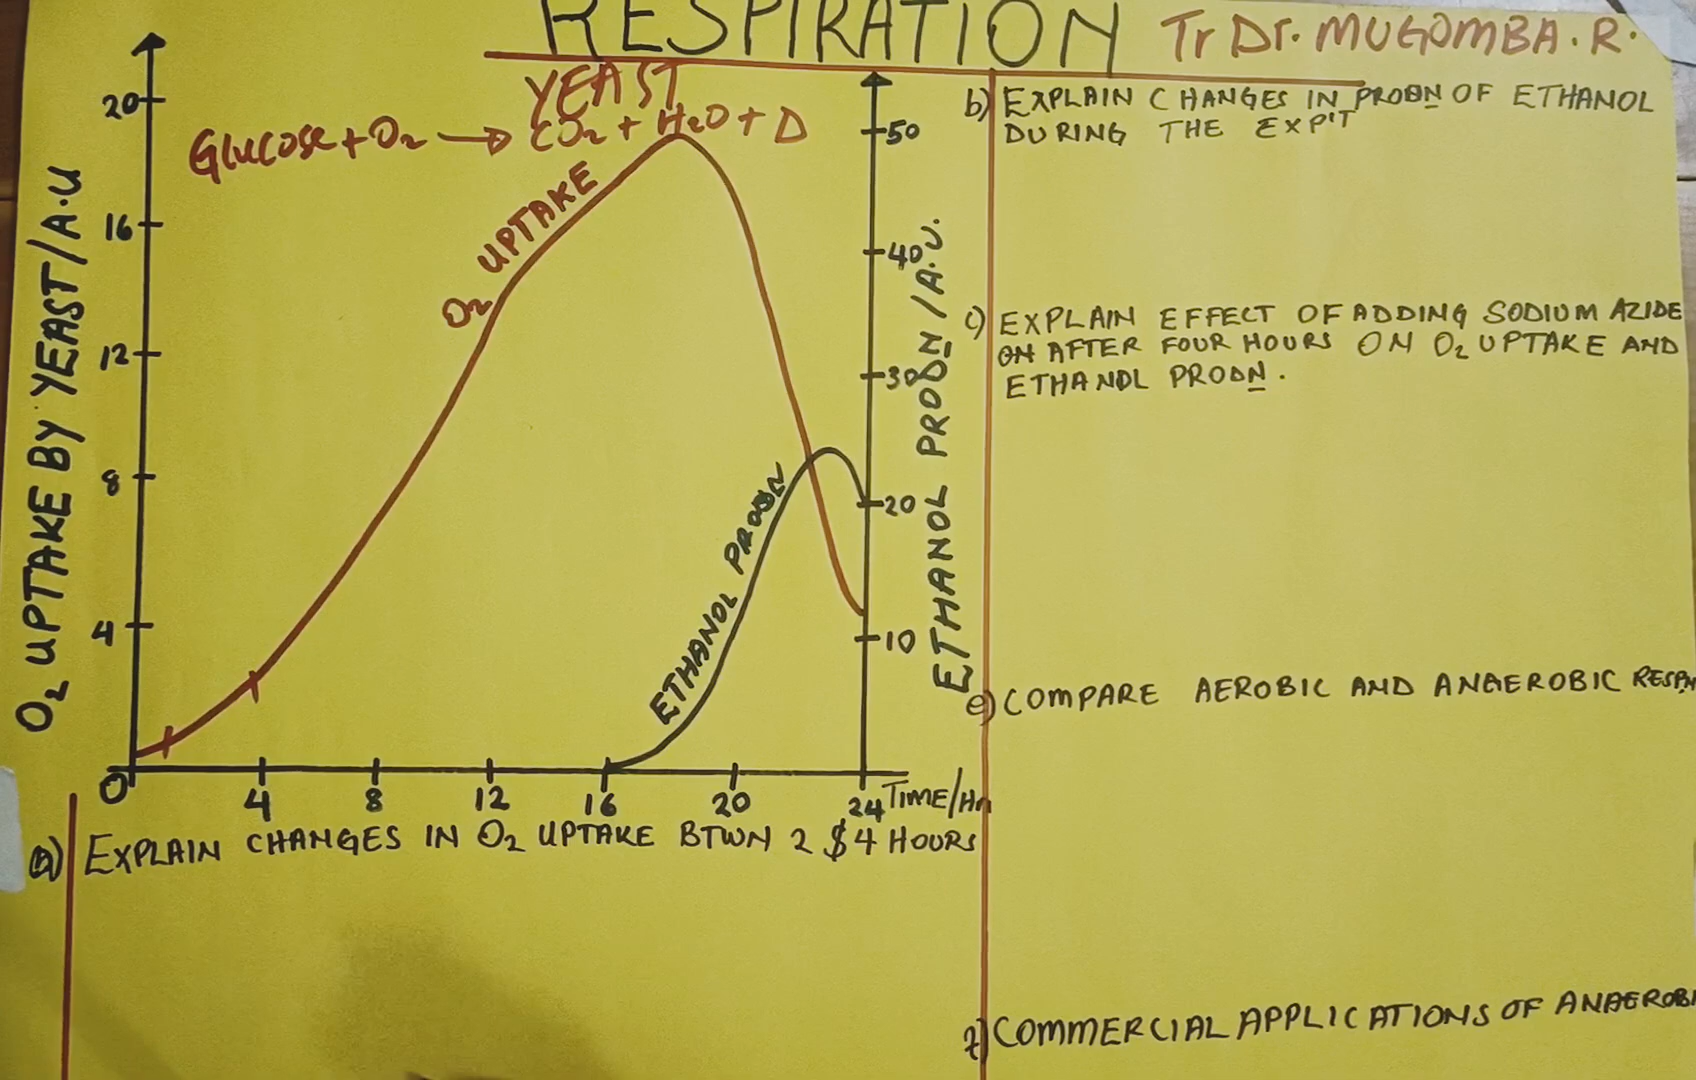 RESPIRATION Tr Dr. MUGOMBA. R.
YEAST
Glucose + O2 → CO2 + H2O + D
O2 UPTAKE BY YEAST/A.U
20
16
12
8
4
0
O2 UPTAKE
ETHANOL PRODN
50
40
30
20
10
ETHANOL PRODN/A.U.
4 8 12 16 20 24 TIME/Hr
a) EXPLAIN CHANGES IN O2 UPTAKE BTWN 2 $ 4 HOURS
b) EXPLAIN CHANGES IN PRODN OF ETHANOL
DURING THE EXP'T
c) EXPLAIN EFFECT OF ADDING SODIUM AZIDE
ON AFTER FOUR HOURS ON O2 UPTAKE AND
ETHANOL PRODN.
e) COMPARE AEROBIC AND ANAEROBIC RESPN
f) COMMERCIAL APPLICATIONS OF ANAEROBI